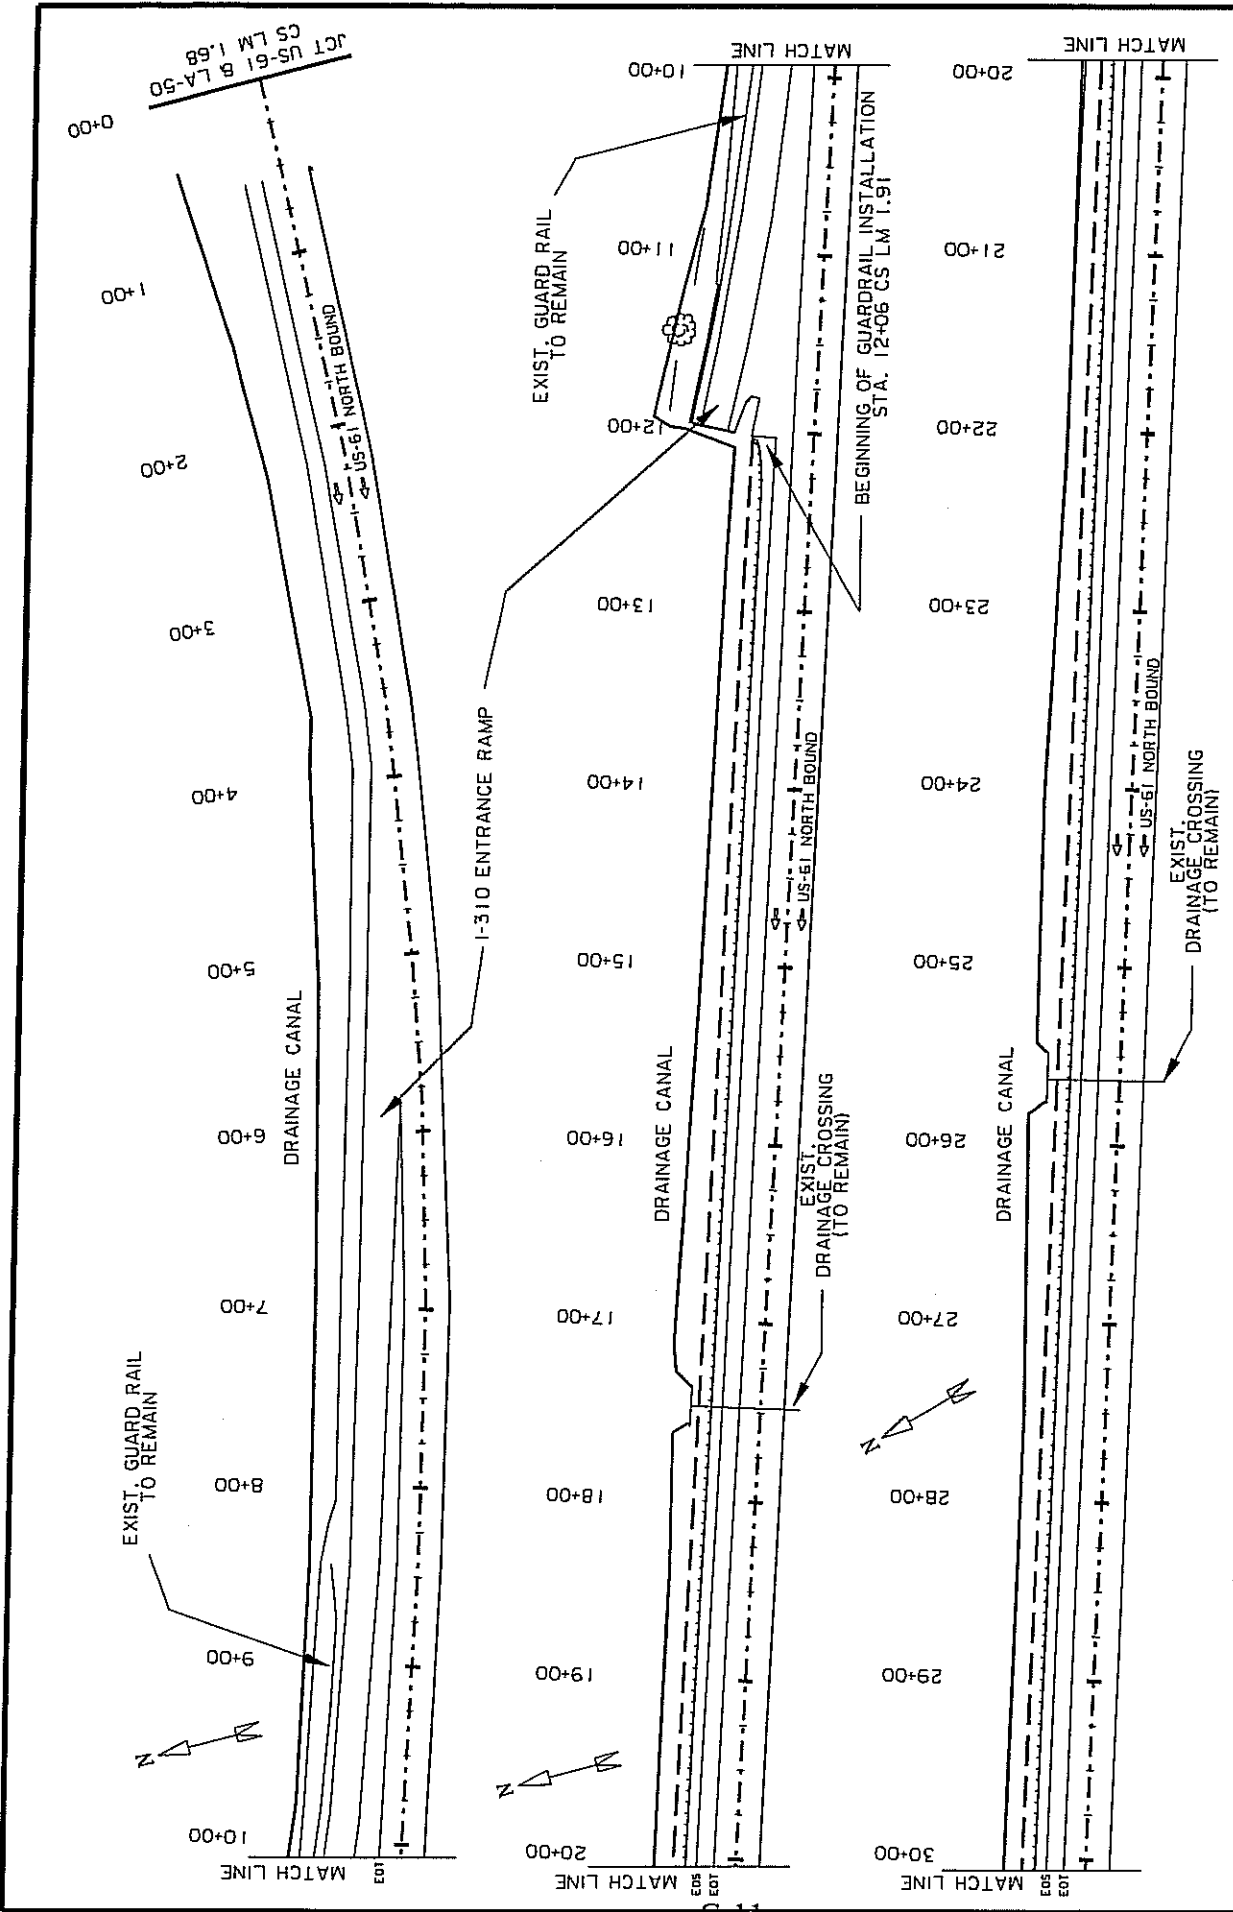 JCT US-61 & LA-50
CS LM 1.68
0+00
1+00
2+00
3+00
4+00
5+00
6+00
7+00
8+00
9+00
10+00
US-61 NORTH BOUND
DRAINAGE CANAL
I-310 ENTRANCE RAMP
EXIST. GUARD RAIL
TO REMAIN
N
MATCH LINE
EOT
MATCH LINE
10+00
11+00
12+00
13+00
14+00
15+00
16+00
17+00
18+00
19+00
20+00
EXIST. GUARD RAIL
TO REMAIN
BEGINNING OF GUARDRAIL INSTALLATION
STA. 12+06 CS LM 1.91
US-61 NORTH BOUND
DRAINAGE CANAL
EXIST.
DRAINAGE CROSSING
(TO REMAIN)
N
MATCH LINE
EOS
EOT
MATCH LINE
20+00
21+00
22+00
23+00
24+00
25+00
26+00
27+00
28+00
29+00
30+00
US-61 NORTH BOUND
EXIST.
DRAINAGE CROSSING
(TO REMAIN)
DRAINAGE CANAL
N
MATCH LINE
EOS
EOT